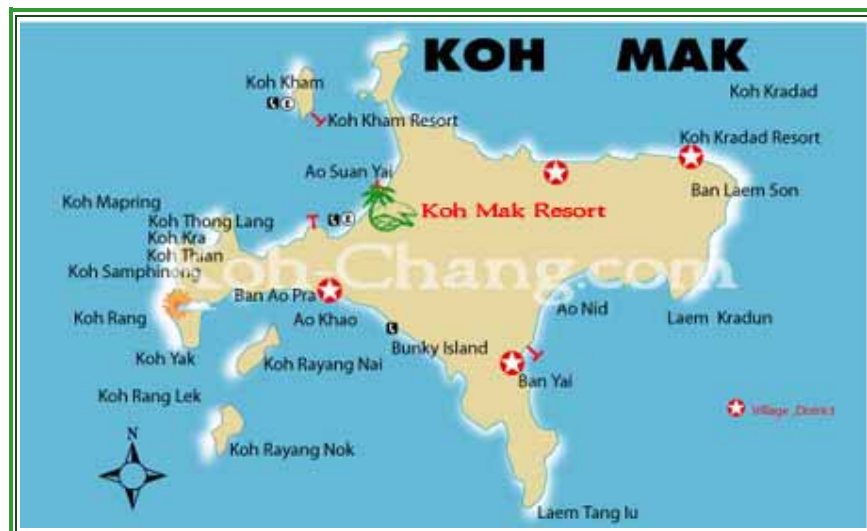 KOH MAK
Koh Kham
Koh Kradad
Koh Kham Resort
Koh Kradad Resort
Ao Suan Yai
Ban Laem Son
Koh Mapring
Koh Mak Resort
Koh Thong Lang
Koh Kra
Koh Thian
Koh Samphinong
Koh-Chang.com
Ban Ao Pra
Ao Nid
Koh Rang
Ao Khao
Laem Kradun
Koh Yak
Bunky Island
Koh Rayang Nai
Ban Yai
Koh Rang Lek
Village ,District
N
Koh Rayang Nok
Laem Tang Iu